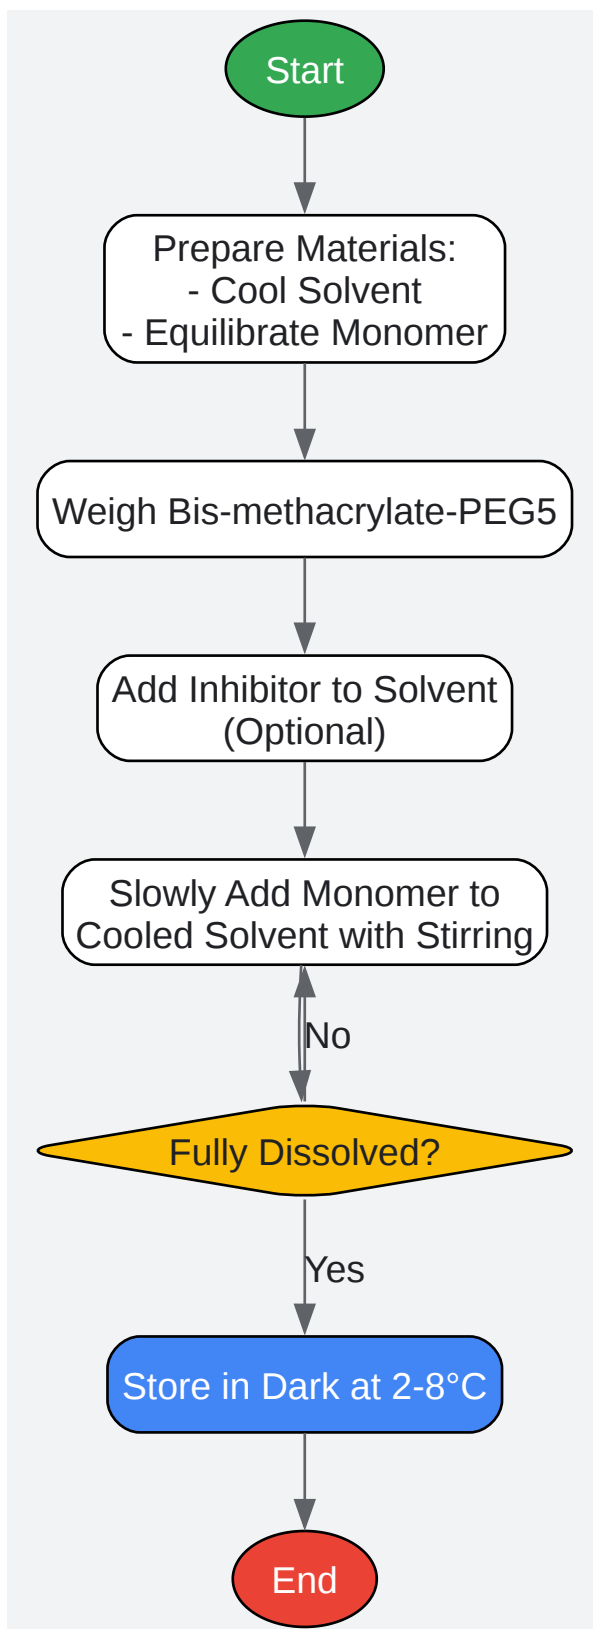 Start
Prepare Materials:
- Cool Solvent
- Equilibrate Monomer
Weigh Bis-methacrylate-PEG5
Add Inhibitor to Solvent
(Optional)
Slowly Add Monomer to
Cooled Solvent with Stirring
No
Fully Dissolved?
Yes
Store in Dark at 2-8°C
End